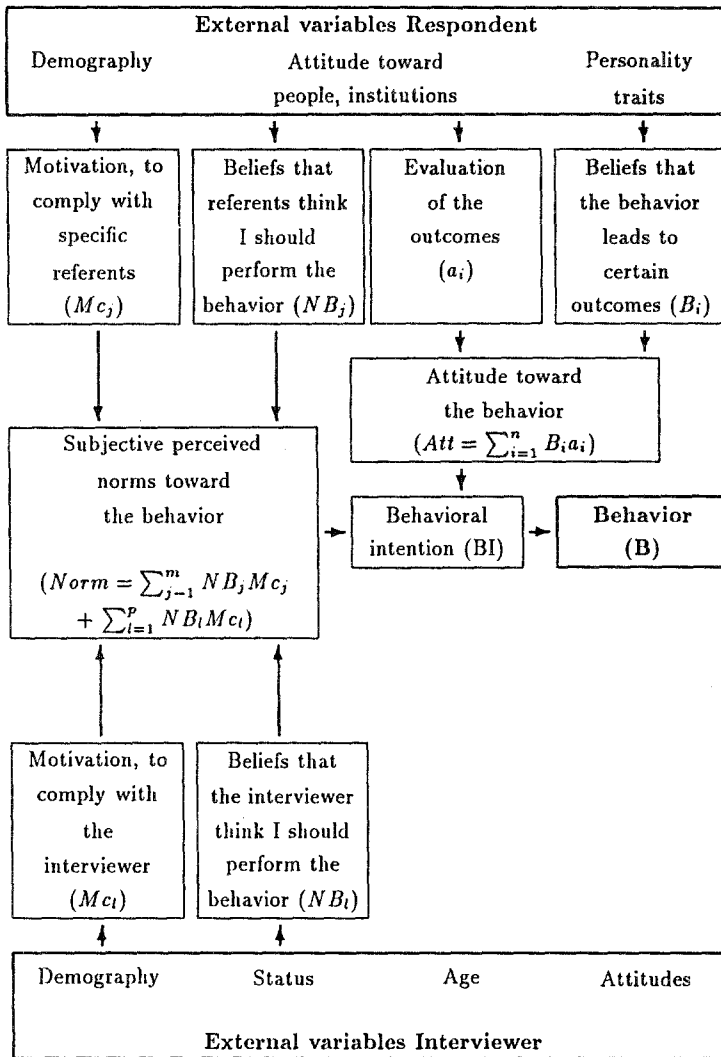 External variables Respondent
Demography
Attitude toward
people, institutions
Personality
traits
Motivation, to
comply with
specific
referents
(Mc_j)
Beliefs that
referents think
I should
perform the
behavior (NB_j)
Evaluation
of the
outcomes
(a_i)
Beliefs that
the behavior
leads to
certain
outcomes (B_i)
Attitude toward
the behavior
(Att = ∑_{i=1}^{n} B_i a_i)
Subjective perceived
norms toward
the behavior
(Norm = ∑_{j-1}^{m} NB_j Mc_j
+ ∑_{l=1}^{p} NB_l Mc_l)
Behavioral
intention (BI)
Behavior
(B)
Motivation, to
comply with
the
interviewer
(Mc_l)
Beliefs that
the interviewer
think I should
perform the
behavior (NB_l)
Demography Status Age Attitudes
External variables Interviewer